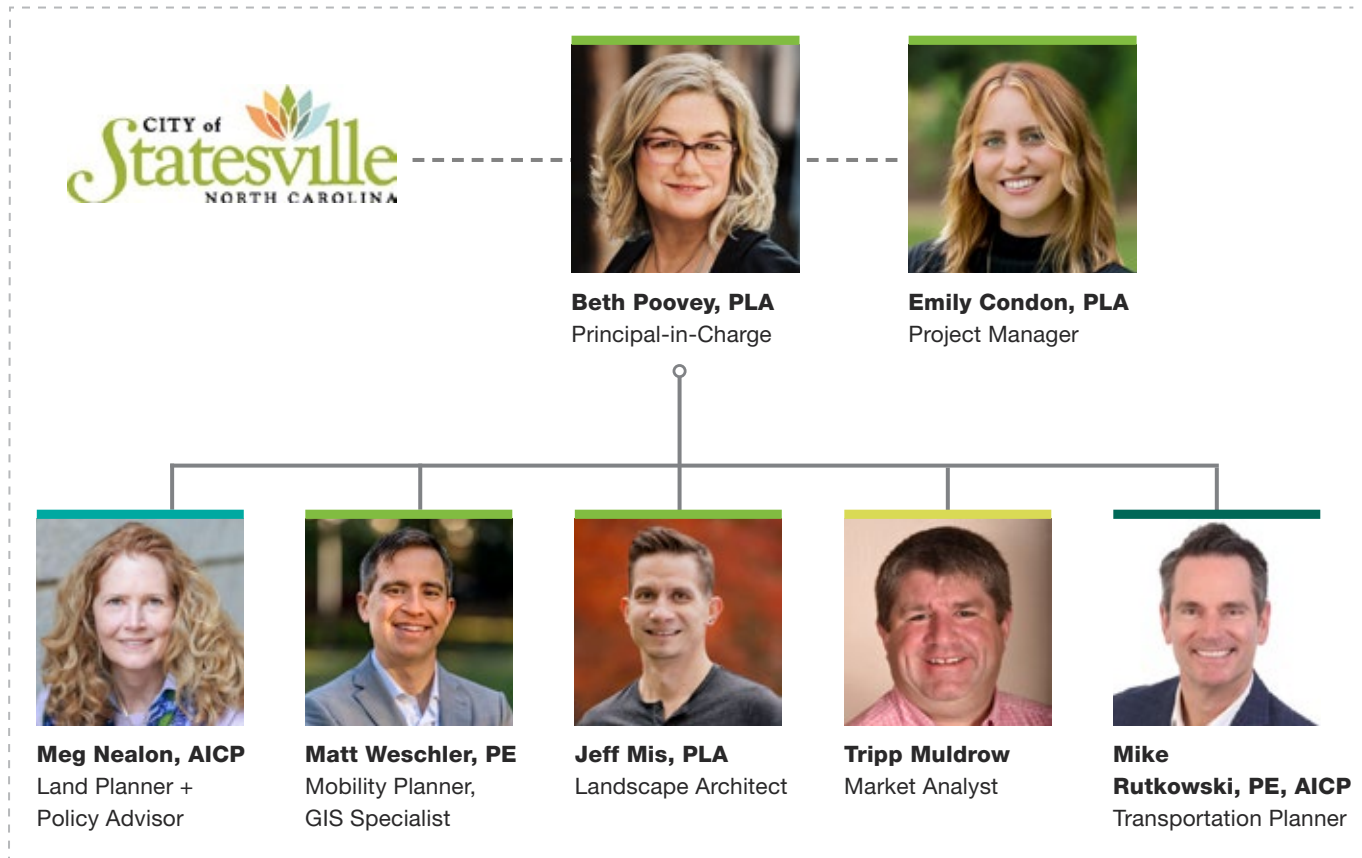 CITY of
Statesville
NORTH CAROLINA
Beth Poovey, PLA
Principal-in-Charge
Emily Condon, PLA
Project Manager
Meg Nealon, AICP
Land Planner +
Policy Advisor
Matt Weschler, PE
Mobility Planner,
GIS Specialist
Jeff Mis, PLA
Landscape Architect
Tripp Muldrow
Market Analyst
Mike
Rutkowski, PE, AICP
Transportation Planner